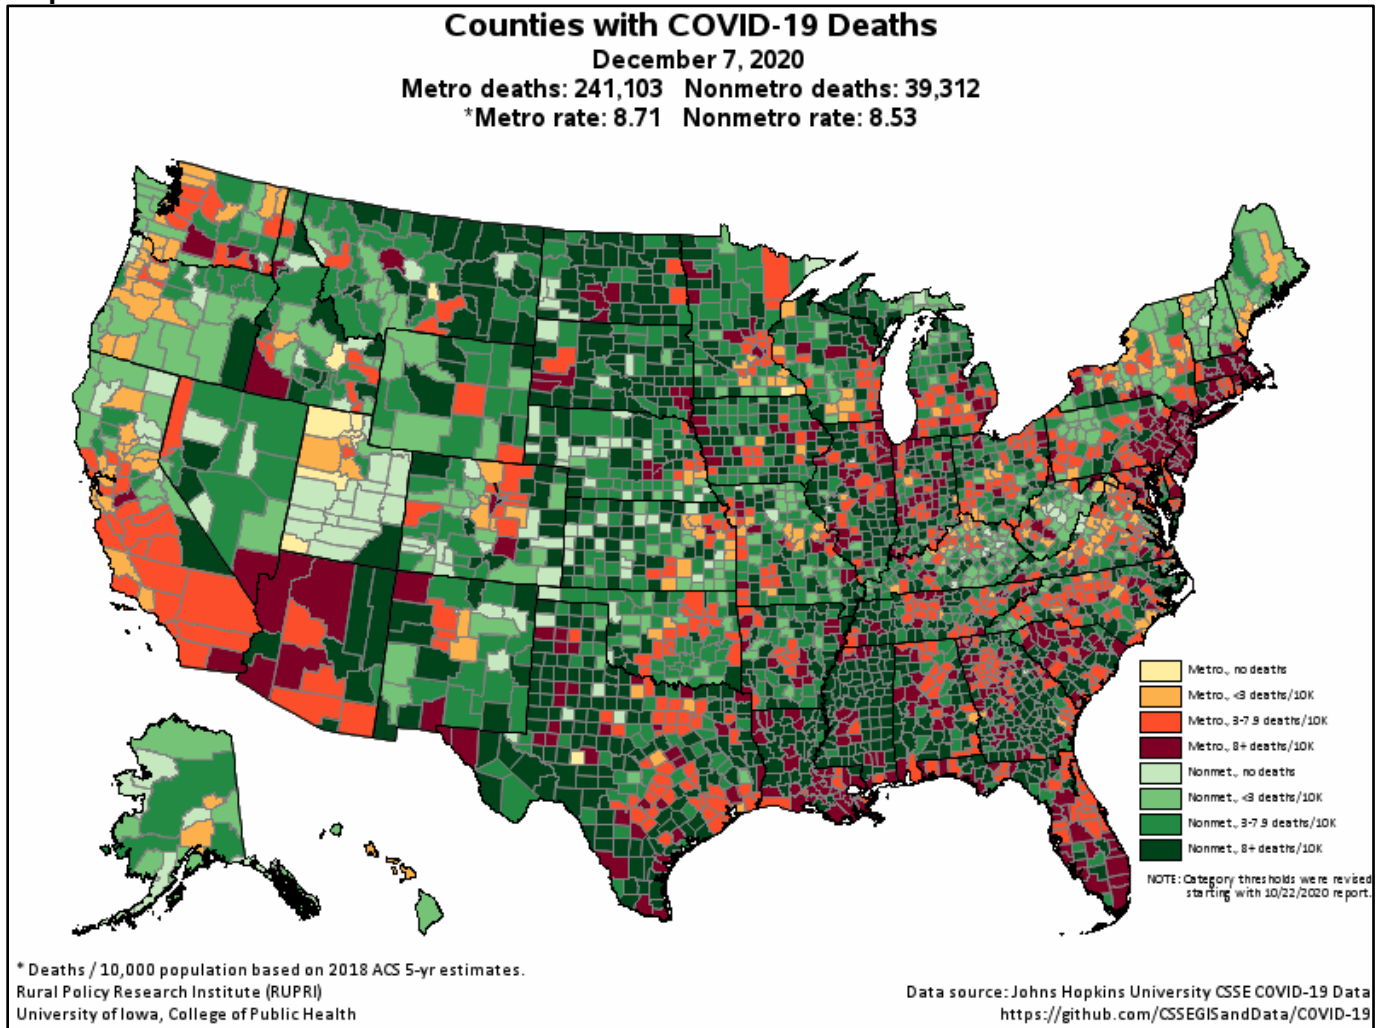 Counties with COVID-19 Deaths
December 7, 2020
Metro deaths: 241,103   Nonmetro deaths: 39,312
*Metro rate: 8.71   Nonmetro rate: 8.53
Metro., no deaths
Metro., <3 deaths/10K
Metro., 3-7.9 deaths/10K
Metro., 8+ deaths/10K
Nonmet., no deaths
Nonmet., <3 deaths/10K
Nonmet., 3-7.9 deaths/10K
Nonmet., 8+ deaths/10K
NOTE: Category thresholds were revised
starting with 10/22/2020 report.
* Deaths / 10,000 population based on 2018 ACS 5-yr estimates.
Rural Policy Research Institute (RUPRI)
University of Iowa, College of Public Health
Data source: Johns Hopkins University CSSE COVID-19 Data
https://github.com/CSSEGISandData/COVID-19